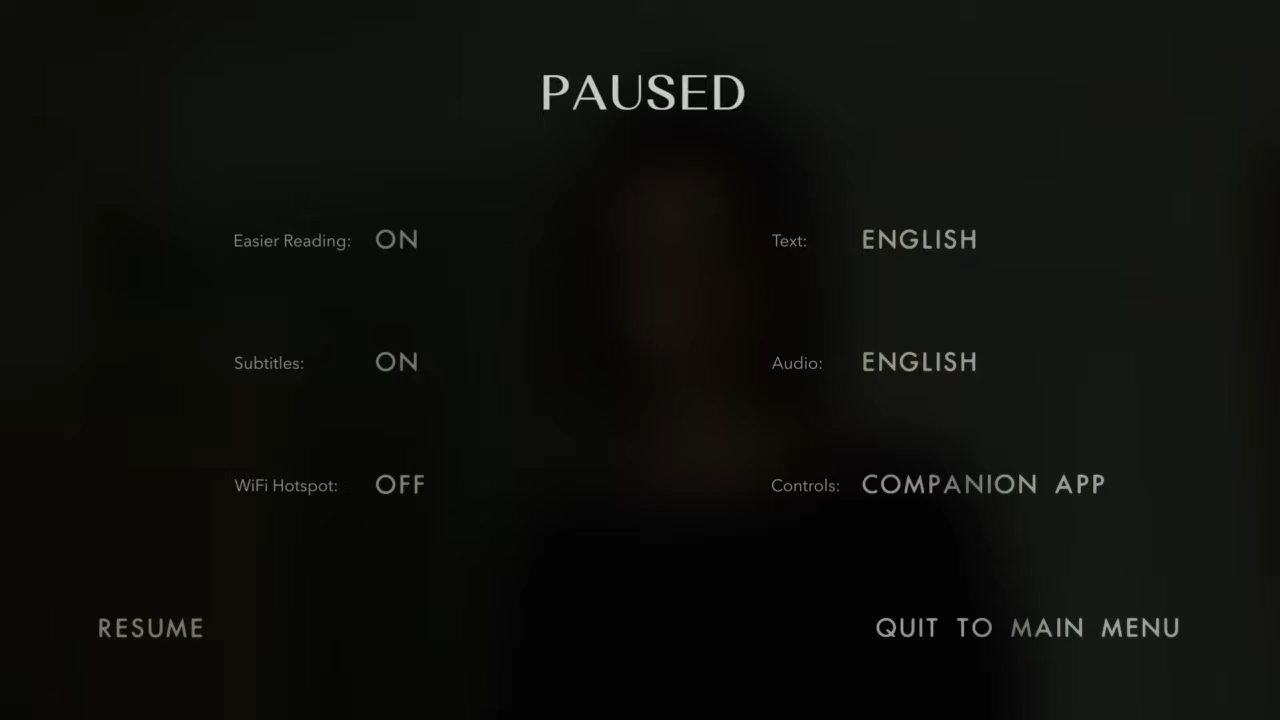 PAUSED
Easier Reading: ON
Text: ENGLISH
Subtitles: ON
Audio: ENGLISH
WiFi Hotspot: OFF
Controls: COMPANION APP
RESUME
QUIT TO MAIN MENU